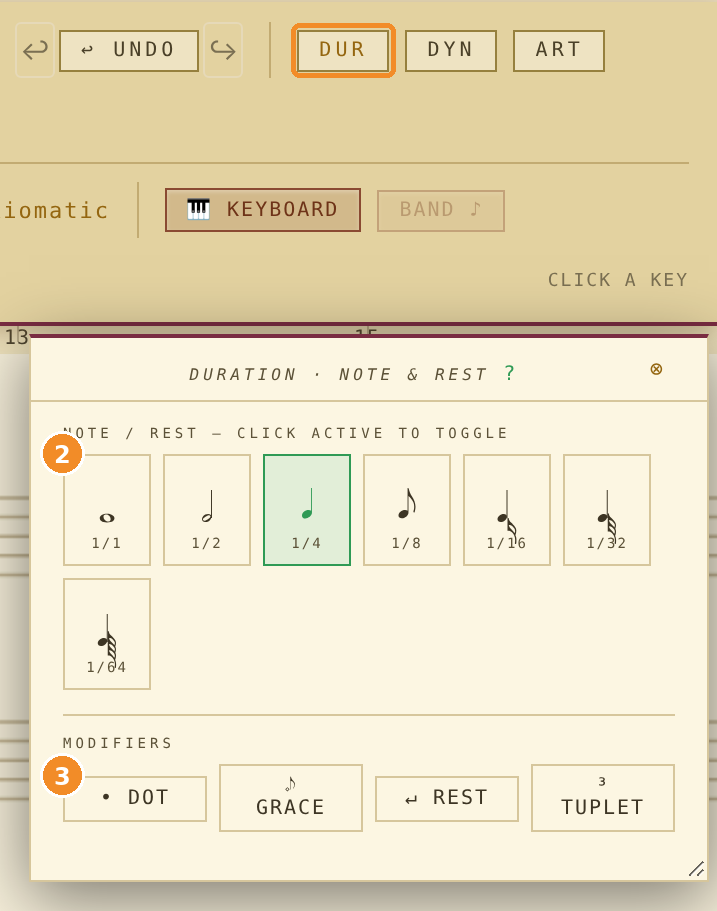 ↩ UNDO
DUR
DYN
ART
iomatic
KEYBOARD
BAND ♪
CLICK A KEY
13
15
DURATION · NOTE & REST ?
NOTE / REST — CLICK ACTIVE TO TOGGLE
2
1/1
1/2
1/4
1/8
1/16
1/32
1/64
MODIFIERS
3
• DOT
GRACE
↵ REST
3
TUPLET